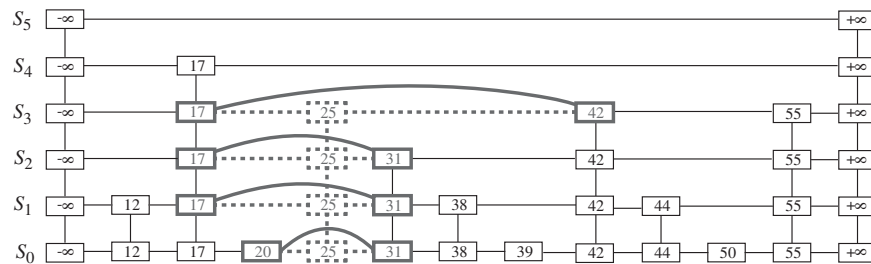 S5 -∞ +∞
S4 -∞ 17 +∞
S3 -∞ 17 25 42 55 +∞
S2 -∞ 17 25 31 42 55 +∞
S1 -∞ 12 17 25 31 38 42 44 55 +∞
S0 -∞ 12 17 20 25 31 38 39 42 44 50 55 +∞